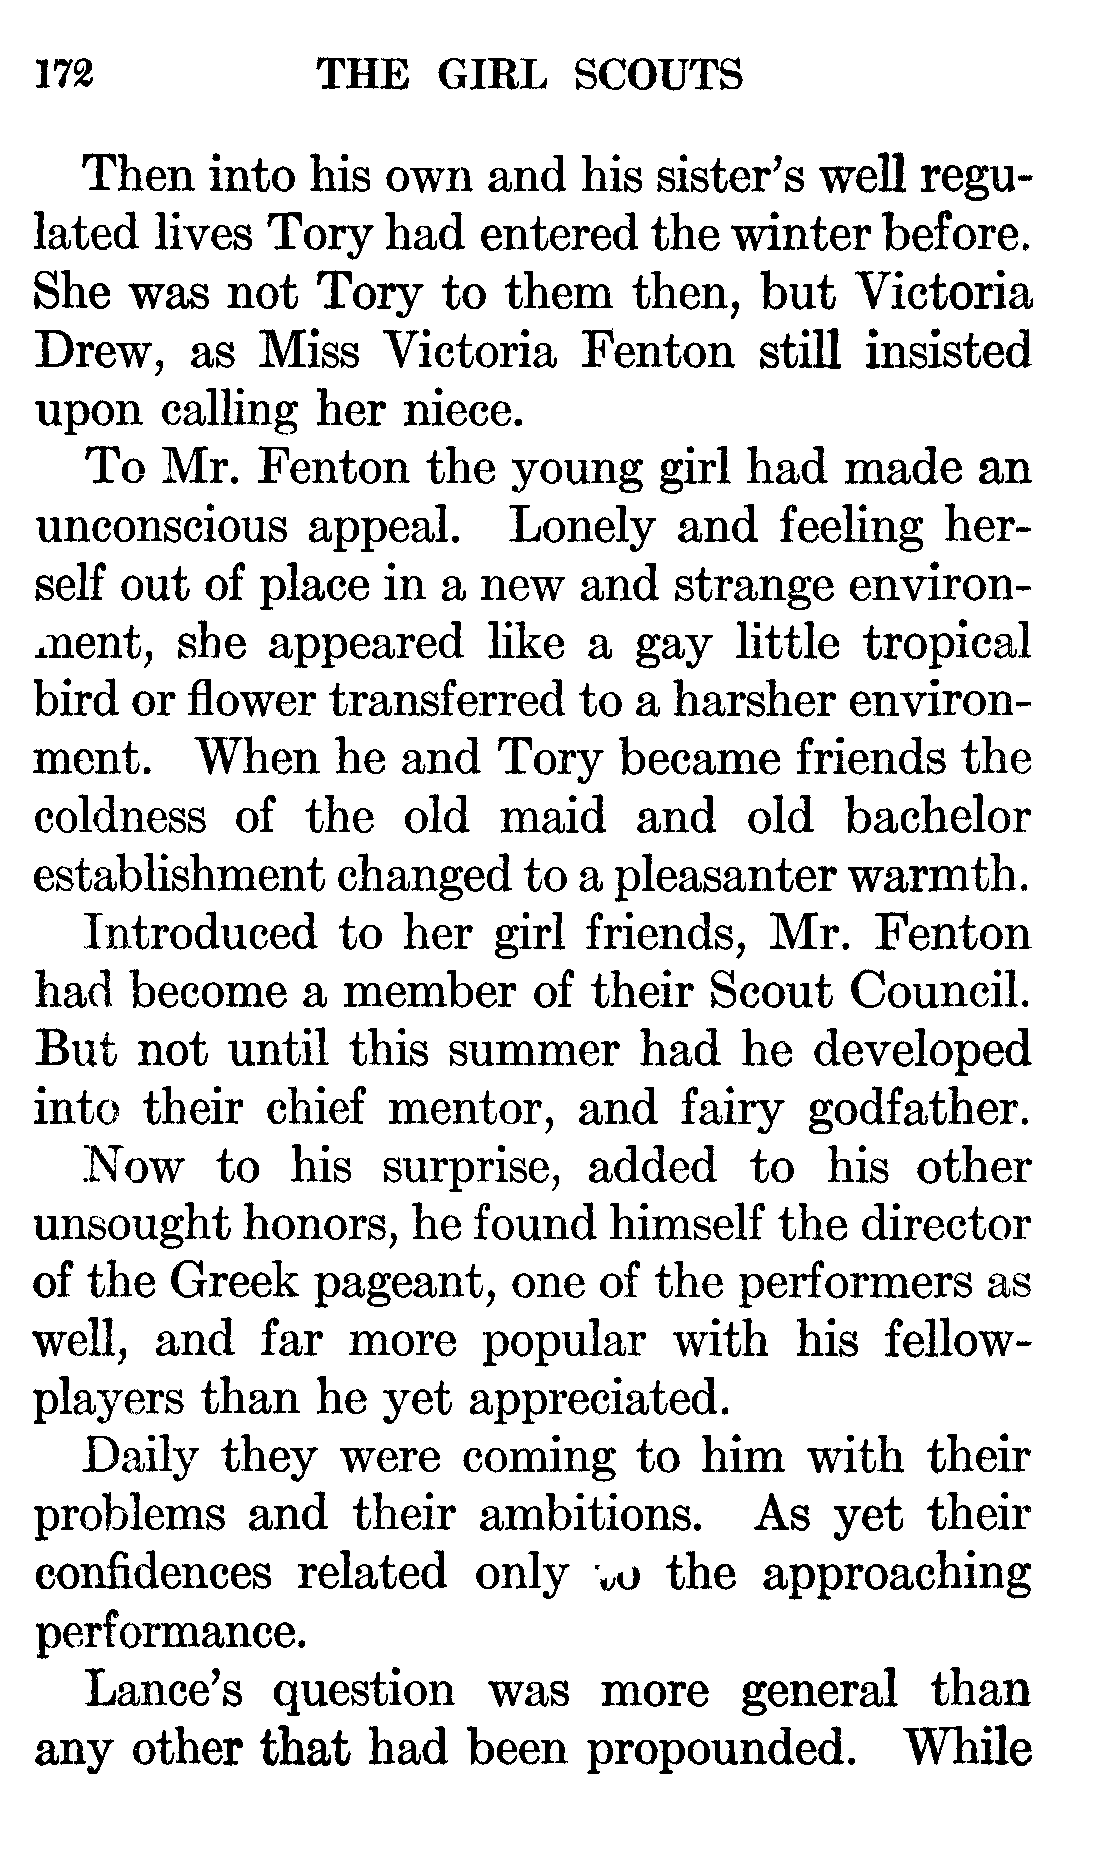 172 THE GIRL SCOUTS
Then into his own and his sister's well regu-
lated lives Tory had entered the winter before.
She was not Tory to them then, but Victoria
Drew, as Miss Victoria Fenton still insisted
upon calling her niece.
To Mr. Fenton the young girl had made an
unconscious appeal. Lonely and feeling her-
self out of place in a new and strange environ-
ment, she appeared like a gay little tropical
bird or flower transferred to a harsher environ-
ment. When he and Tory became friends the
coldness of the old maid and old bachelor
establishment changed to a pleasanter warmth.
Introduced to her girl friends, Mr. Fenton
had become a member of their Scout Council.
But not until this summer had he developed
into their chief mentor, and fairy godfather.
Now to his surprise, added to his other
unsought honors, he found himself the director
of the Greek pageant, one of the performers as
well, and far more popular with his fellow-
players than he yet appreciated.
Daily they were coming to him with their
problems and their ambitions. As yet their
confidences related only to the approaching
performance.
Lance's question was more general than
any other that had been propounded. While